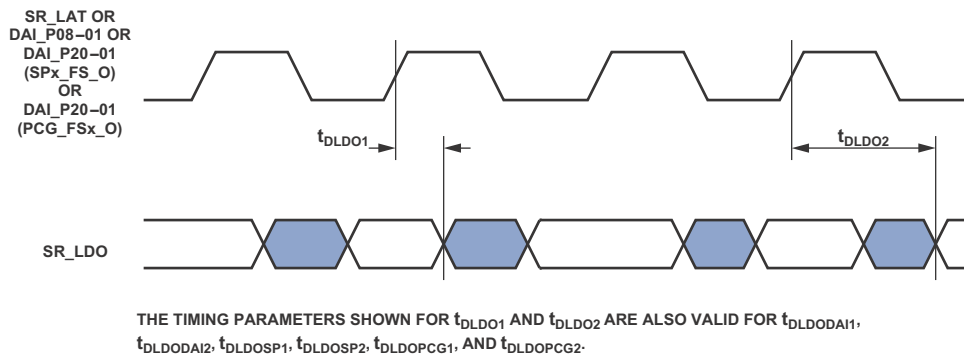 SR_LAT OR
DAI_P08–01 OR
DAI_P20–01
(SPx_FS_O)
OR
DAI_P20–01
(PCG_FSx_O)
tDLDO1
tDLDO2
SR_LDO
THE TIMING PARAMETERS SHOWN FOR tDLDO1 AND tDLDO2 ARE ALSO VALID FOR tDLDODAI1,
tDLDODAI2, tDLDOSP1, tDLDOSP2, tDLDOPCG1, AND tDLDOPCG2.